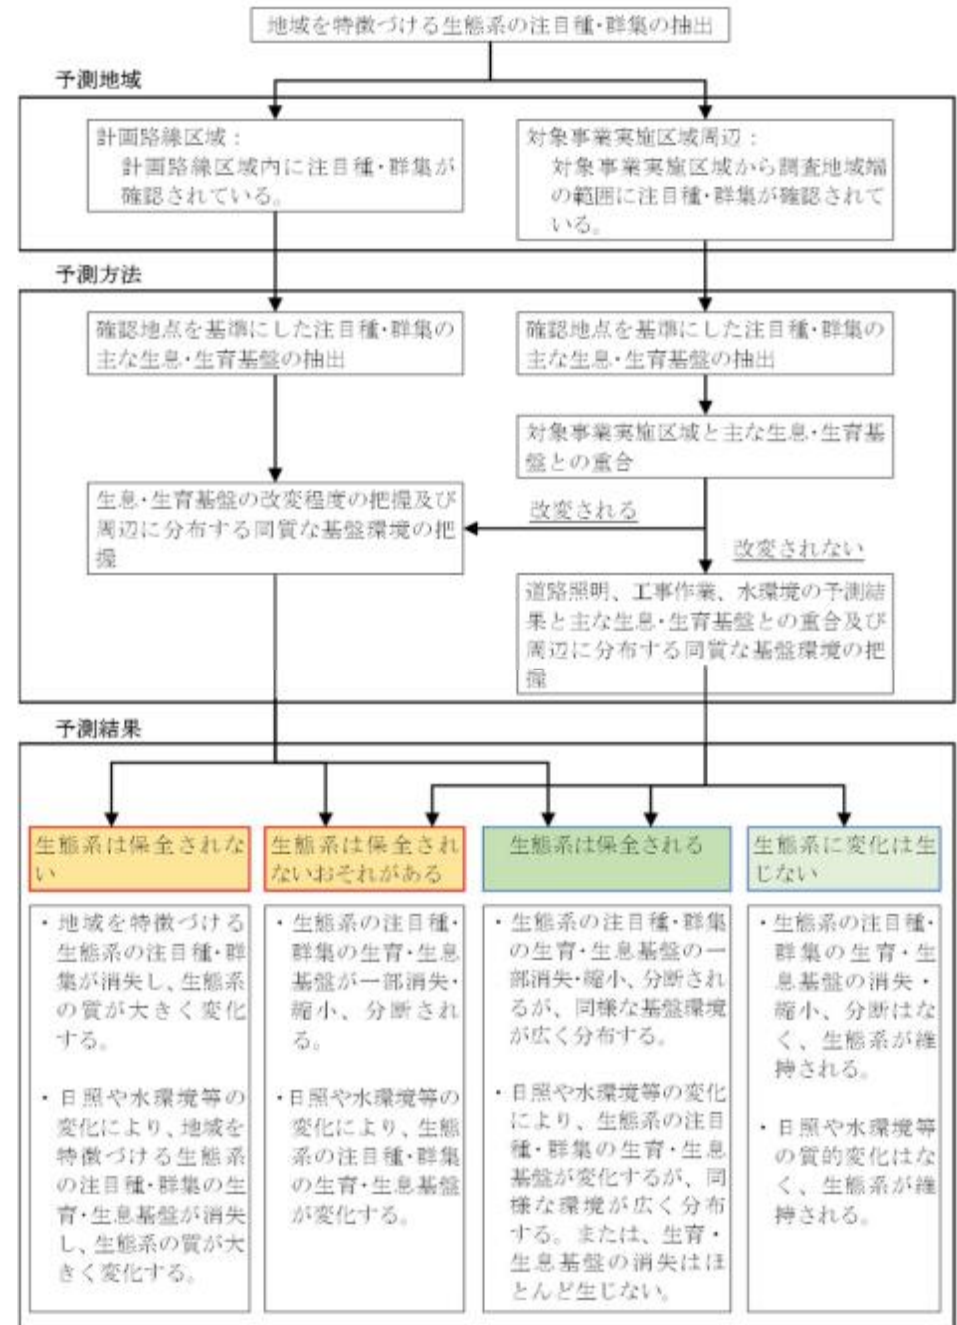 地域を特徴づける生態系の注目種・群集の抽出
予測地域
計画路線区域：
計画路線区域内に注目種・群集が
確認されている。
対象事業実施区域周辺：
対象事業実施区域から調査地域端
の範囲に注目種・群集が確認されて
いる。
予測方法
確認地点を基準にした注目種・群集の
主な生息・生育基盤の抽出
確認地点を基準にした注目種・群集の
主な生息・生育基盤の抽出
対象事業実施区域と主な生息・生育基
盤との重合
生息・生育基盤の改変程度の把握及び
周辺に分布する同質な基盤環境の把
握
改変される
改変されない
道路照明、工事作業、水環境の予測結
果と主な生息・生育基盤との重合及び
周辺に分布する同質な基盤環境の把
握
予測結果
生態系は保全されな
い
・地域を特徴づける
生態系の注目種・群
集が消失し、生態系
の質が大きく変化
する。
・日照や水環境等の
変化により、地域を
特徴づける生態系
の注目種・群集の生
育・生息基盤が消失
し、生態系の質が大
きく変化する。
生態系は保全され
ないおそれがある
・生態系の注目種・
群集の生育・生息
基盤が一部消失・
縮小、分断され
る。
・日照や水環境等の
変化により、生態
系の注目種・群集
の生育・生息基盤
が変化する。
生態系は保全される
・生態系の注目種・群集
の生育・生息基盤の一
部消失・縮小、分断され
るが、同様な基盤環境
が広く分布する。
・日照や水環境等の変化
により、生態系の注目
種・群集の生育・生息
基盤が変化するが、同
様な環境が広く分布
する。または、生育・
生息基盤の消失はほ
とんど生じない。
生態系に変化は生
じない
・生態系の注目種・
群集の生育・生
息基盤の消失・
縮小、分断はな
く、生態系が維
持される。
・日照や水環境等
の質的変化はな
く、生態系が維
持される。